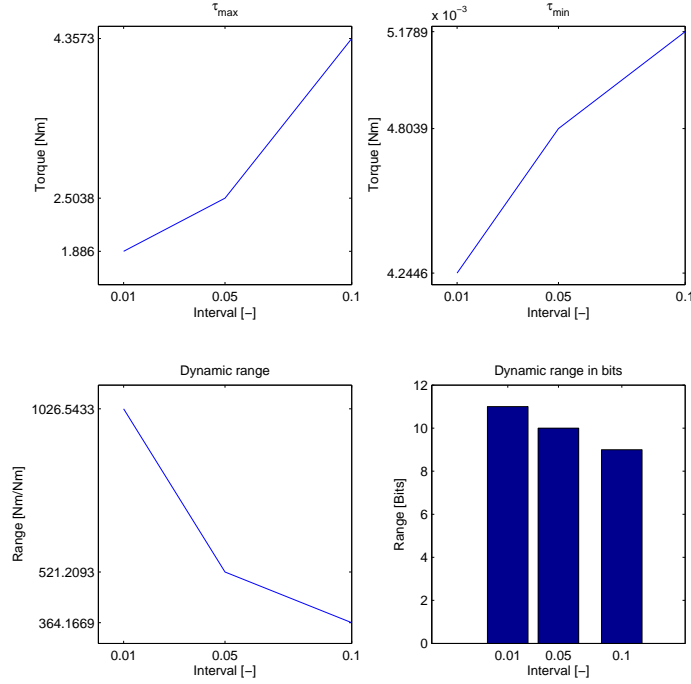 τmax
4.3573
2.5038
1.886
Torque [Nm]
0.01 0.05 0.1
Interval [−]
x 10−3
τmin
5.1789
4.8039
4.2446
Torque [Nm]
0.01 0.05 0.1
Interval [−]
Dynamic range
1026.5433
521.2093
364.1669
Range [Nm/Nm]
0.01 0.05 0.1
Interval [−]
Dynamic range in bits
12
10
8
6
4
2
0
Range [Bits]
0.01 0.05 0.1
Interval [−]